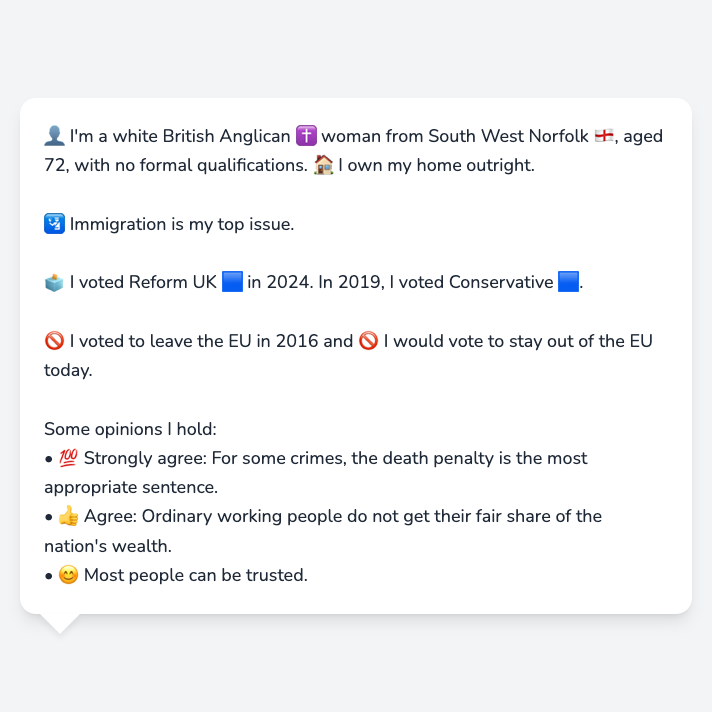 👤 I'm a white British Anglican ✝️ woman from South West Norfolk 🏴󠁧󠁢󠁥󠁮󠁧󠁿, aged
72, with no formal qualifications. 🏠 I own my home outright.
🛂 Immigration is my top issue.
🗳️ I voted Reform UK 🟦 in 2024. In 2019, I voted Conservative 🟦.
🚫 I voted to leave the EU in 2016 and 🚫 I would vote to stay out of the EU
today.
Some opinions I hold:
• 💯 Strongly agree: For some crimes, the death penalty is the most
appropriate sentence.
• 👍 Agree: Ordinary working people do not get their fair share of the
nation's wealth.
• 😊 Most people can be trusted.